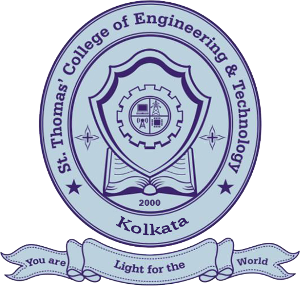 St. Thomas' College of Engineering & Technology
2000
Kolkata
You are Light for the World